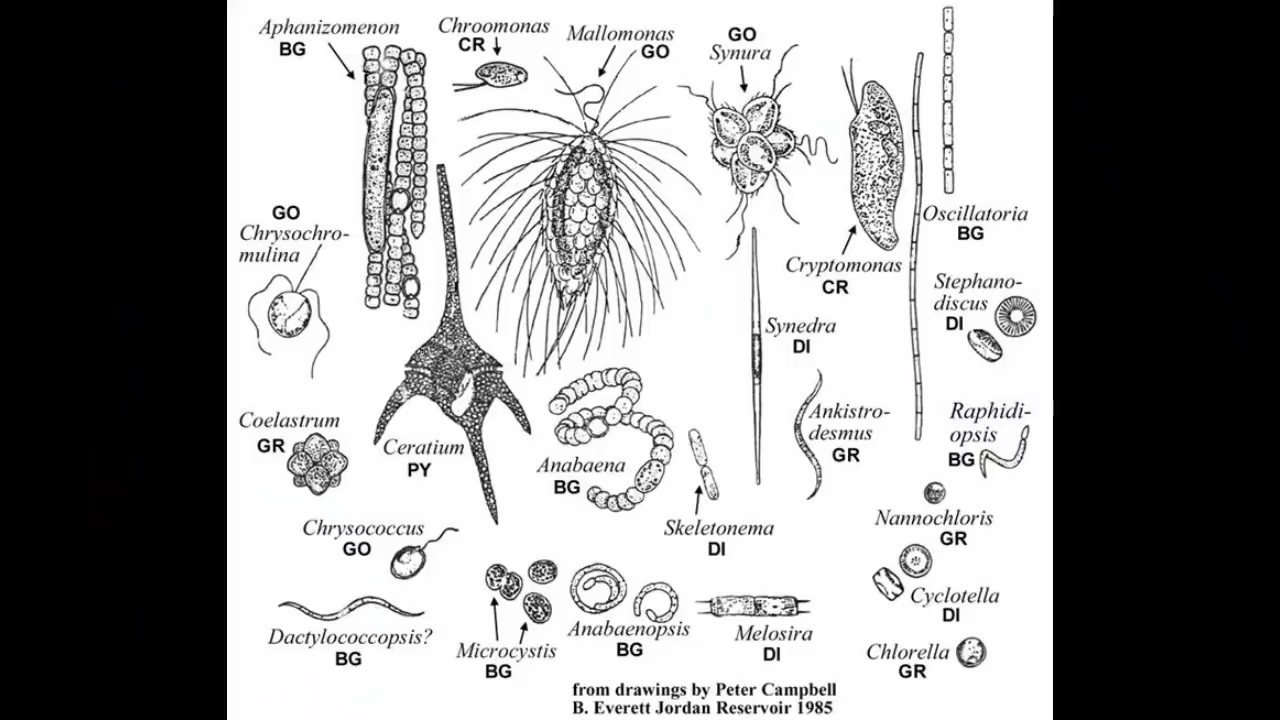 Aphanizomenon
BG
Chroomonas
CR
Mallomonas
GO
GO
Synura
GO
Chrysochro-
mulina
Oscillatoria
BG
Cryptomonas
CR
Stephano-
discus
DI
Synedra
DI
Coelastrum
GR
Ceratium
PY
Anabaena
BG
Ankistro-
desmus
GR
Raphidi-
opsis
BG
Chrysococcus
GO
Skeletonema
DI
Nannochloris
GR
Cyclotella
DI
Dactylococcopsis?
BG
Microcystis
BG
Anabaenopsis
BG
Melosira
DI
Chlorella
GR
from drawings by Peter Campbell
B. Everett Jordan Reservoir 1985